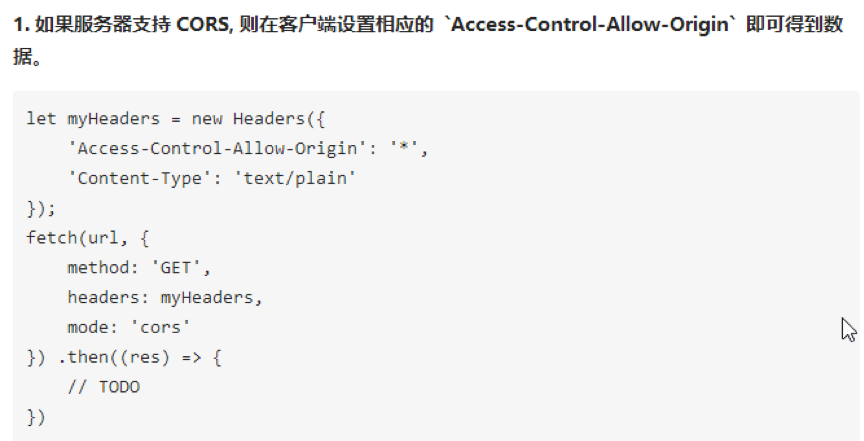 1. 如果服务器支持 CORS, 则在客户端设置相应的 `Access-Control-Allow-Origin` 即可得到数
据。
let myHeaders = new Headers({
    'Access-Control-Allow-Origin': '*',
    'Content-Type': 'text/plain'
});
fetch(url, {
    method: 'GET',
    headers: myHeaders,
    mode: 'cors'
}) .then((res) => {
    // TODO
})